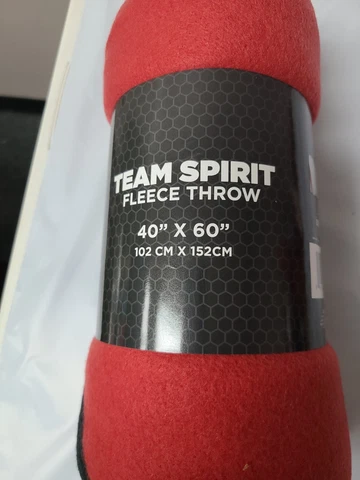 TEAM SPIRIT
FLEECE THROW
40” X 60”
102 CM X 152CM